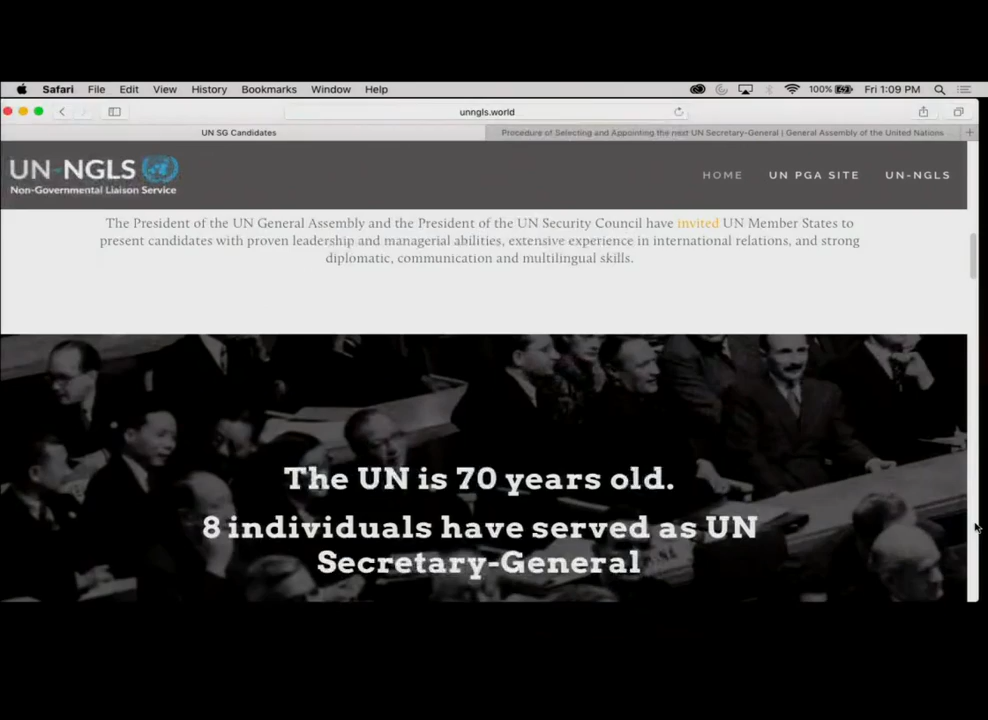 Safari File Edit View History Bookmarks Window Help 100% Fri 1:09 PM
unngls.world
UN SG Candidates Procedure of Selecting and Appointing the next UN Secretary-General | General Assembly of the United Nations
UN-NGLS
Non-Governmental Liaison Service
HOME UN PGA SITE UN-NGLS
The President of the UN General Assembly and the President of the UN Security Council have invited UN Member States to
present candidates with proven leadership and managerial abilities, extensive experience in international relations, and strong
diplomatic, communication and multilingual skills.
The UN is 70 years old.
8 individuals have served as UN
Secretary-General